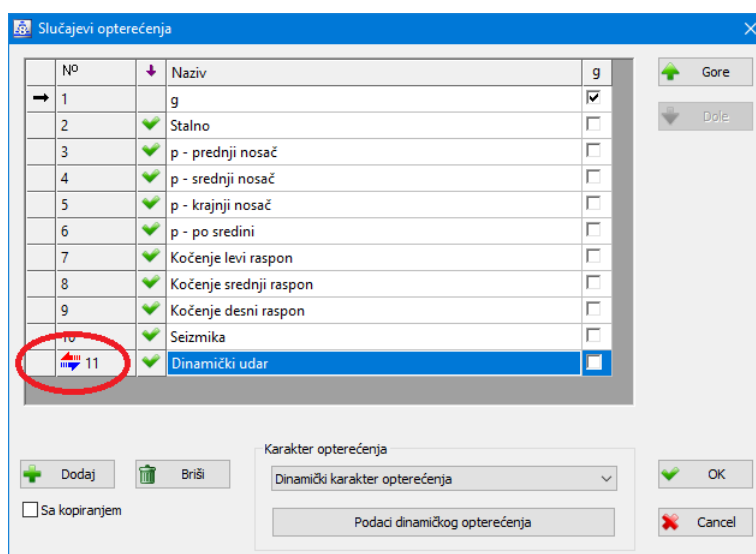 Slučajevi opterećenja
Nº Naziv g
1 g
2 Stalno
3 p - prednji nosač
4 p - srednji nosač
5 p - krajnji nosač
6 p - po sredini
7 Kočenje levi raspon
8 Kočenje srednji raspon
9 Kočenje desni raspon
10 Seizmika
11 Dinamički udar
Gore
Dole
Dodaj
Briši
Sa kopiranjem
Karakter opterećenja
Dinamički karakter opterećenja
Podaci dinamičkog opterećenja
OK
Cancel